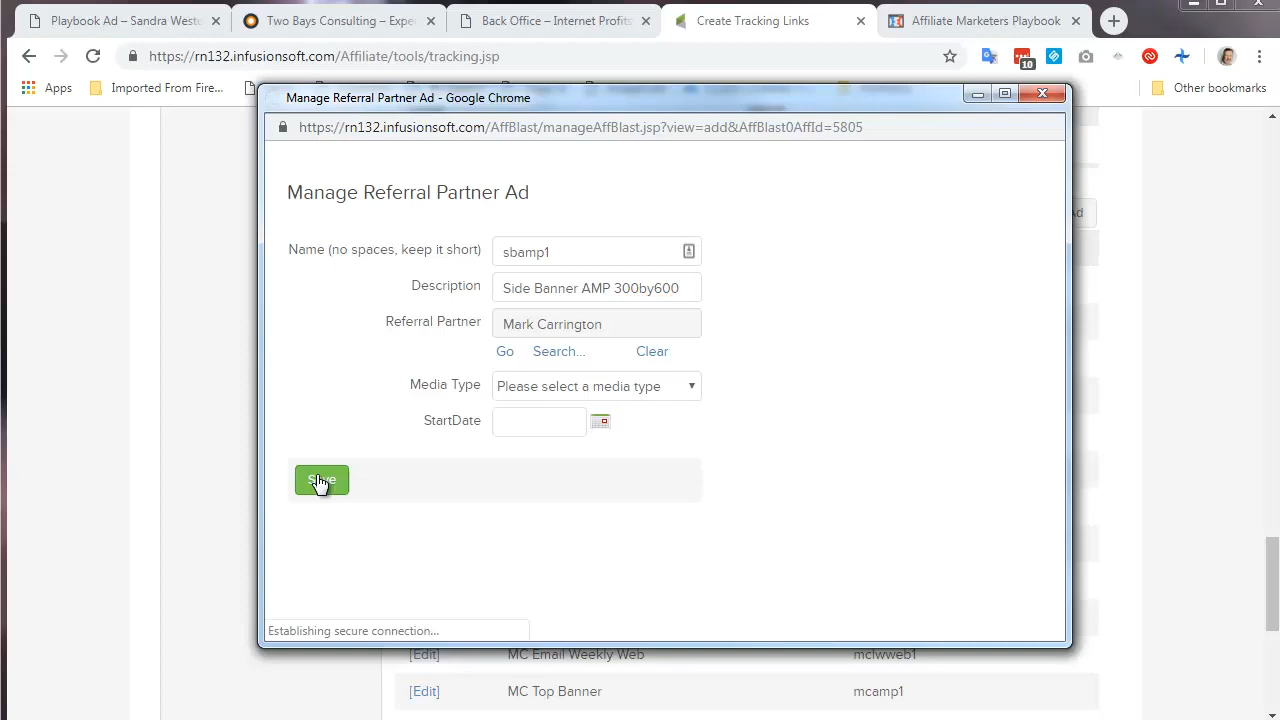 Playbook Ad – Sandra Westo
Two Bays Consulting – Expe
Back Office – Internet Profits
Create Tracking Links
Affiliate Marketers Playbook
https://rn132.infusionsoft.com/Affiliate/tools/tracking.jsp
10
Apps
Imported From Fire...
Other bookmarks
Manage Referral Partner Ad - Google Chrome
https://rn132.infusionsoft.com/AffBlast/manageAffBlast.jsp?view=add&AffBlast0AffId=5805
Manage Referral Partner Ad
Ad
Name (no spaces, keep it short) sbamp1
Description Side Banner AMP 300by600
Referral Partner Mark Carrington
Go Search... Clear
Media Type Please select a media type
StartDate
Save
Establishing secure connection...
[Edit] MC Email Weekly Web mclwweb1
[Edit] MC Top Banner mcamp1